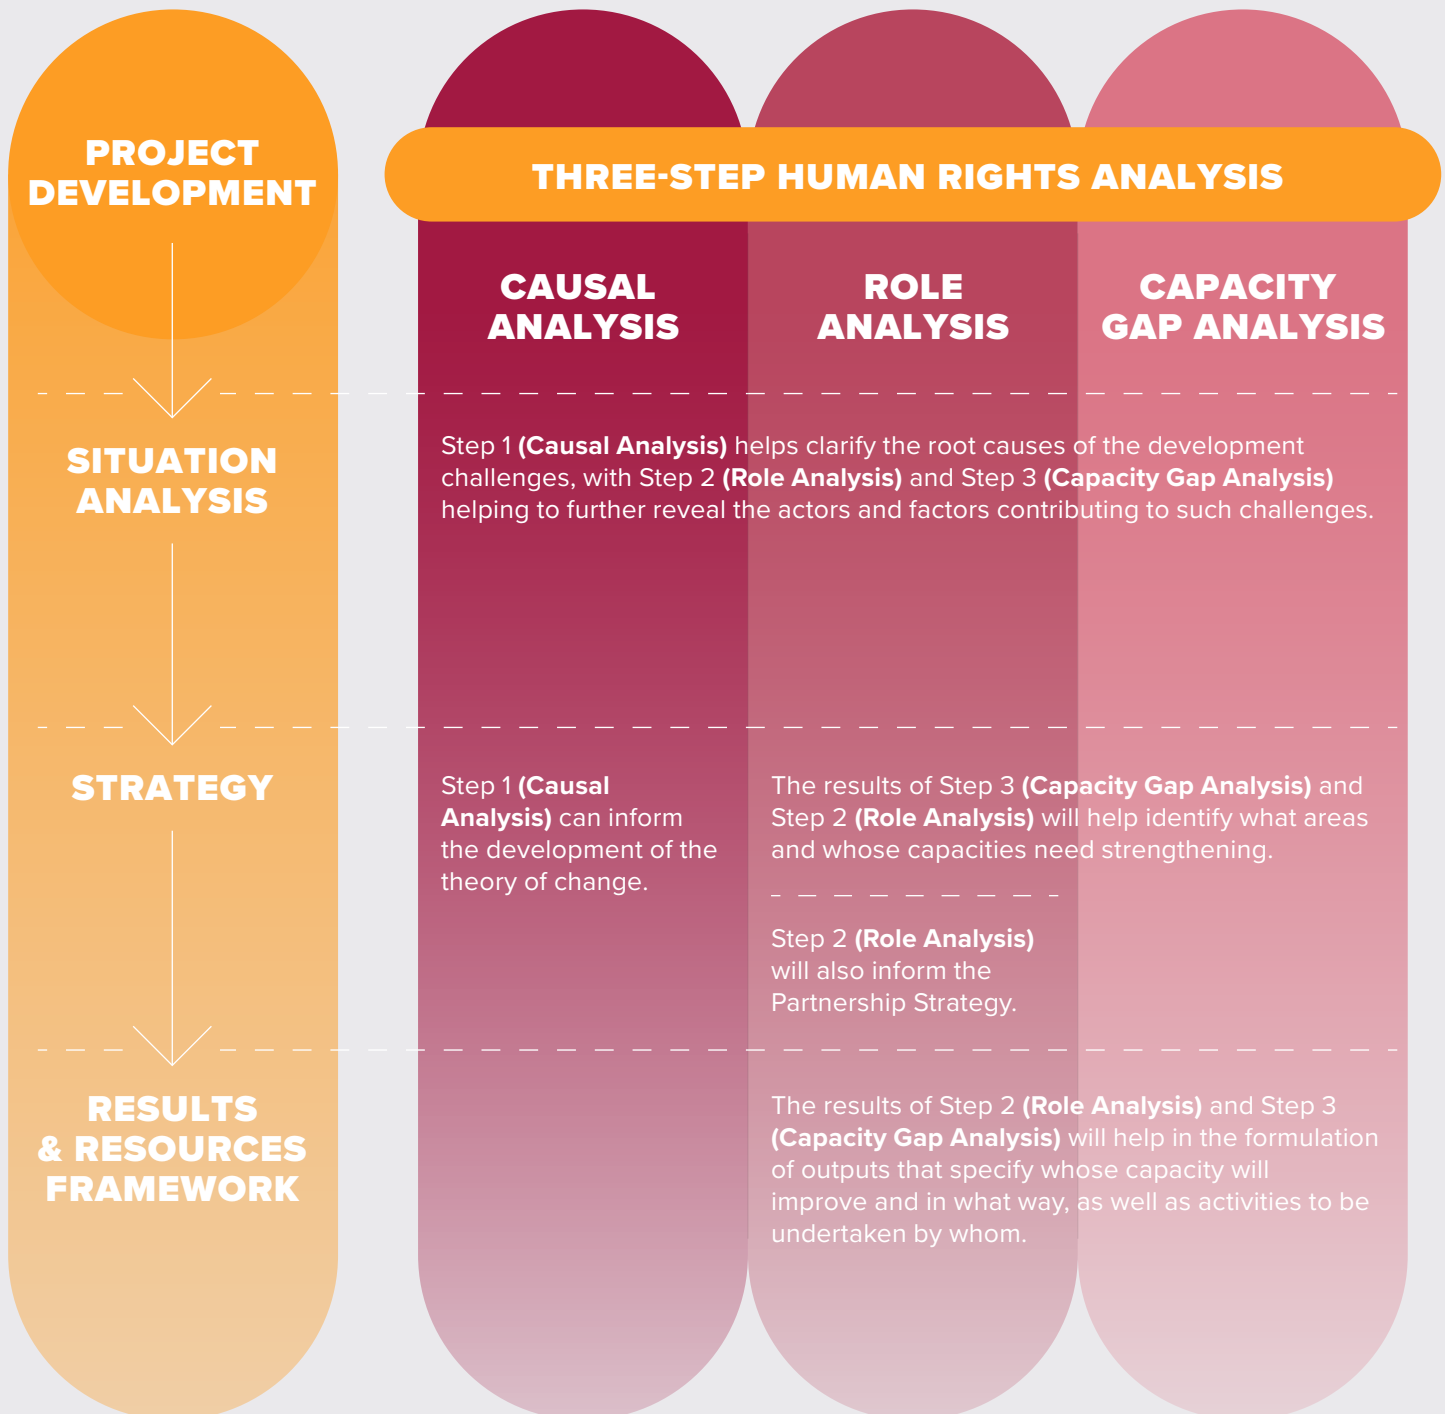 PROJECT
DEVELOPMENT
THREE-STEP HUMAN RIGHTS ANALYSIS
CAUSAL
ANALYSIS
ROLE
ANALYSIS
CAPACITY
GAP ANALYSIS
SITUATION
ANALYSIS
Step 1 (Causal Analysis) helps clarify the root causes of the development
challenges, with Step 2 (Role Analysis) and Step 3 (Capacity Gap Analysis)
helping to further reveal the actors and factors contributing to such challenges.
STRATEGY
Step 1 (Causal
Analysis) can inform
the development of the
theory of change.
The results of Step 3 (Capacity Gap Analysis) and
Step 2 (Role Analysis) will help identify what areas
and whose capacities need strengthening.
Step 2 (Role Analysis)
will also inform the
Partnership Strategy.
RESULTS
& RESOURCES
FRAMEWORK
The results of Step 2 (Role Analysis) and Step 3
(Capacity Gap Analysis) will help in the formulation
of outputs that specify whose capacity will
improve and in what way, as well as activities to be
undertaken by whom.